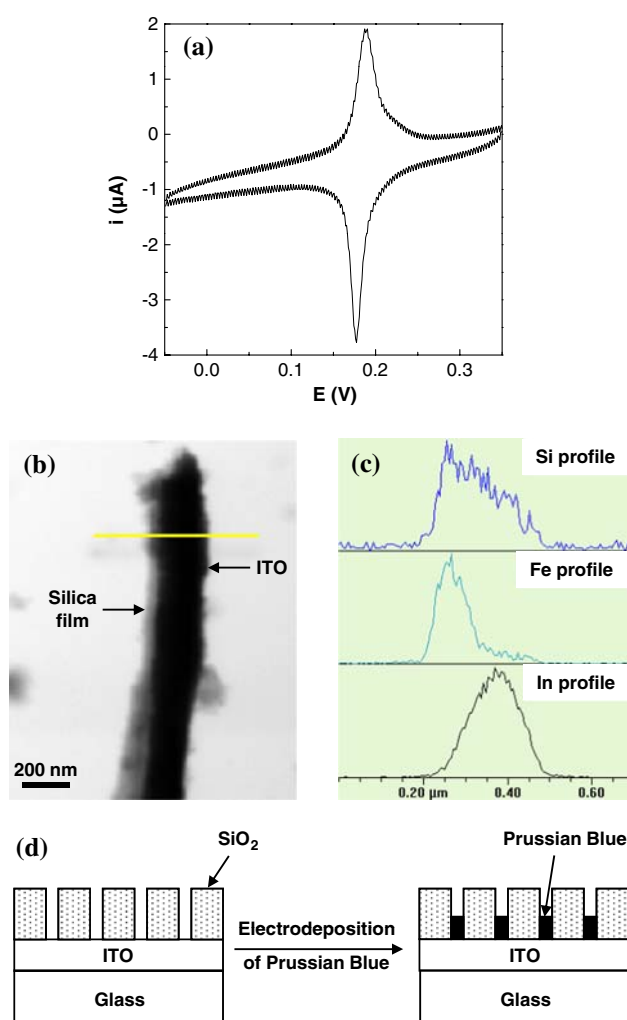 (a)
2
1
0
-1
-2
-3
-4
i (μA)
0.0 0.1 0.2 0.3
E (V)
(b)
ITO
Silica
film
200 nm
(c)
Si profile
Fe profile
In profile
0.20 μm 0.40 0.60
(d)
SiO₂
Prussian Blue
Electrodeposition
of Prussian Blue
ITO
ITO
Glass
Glass